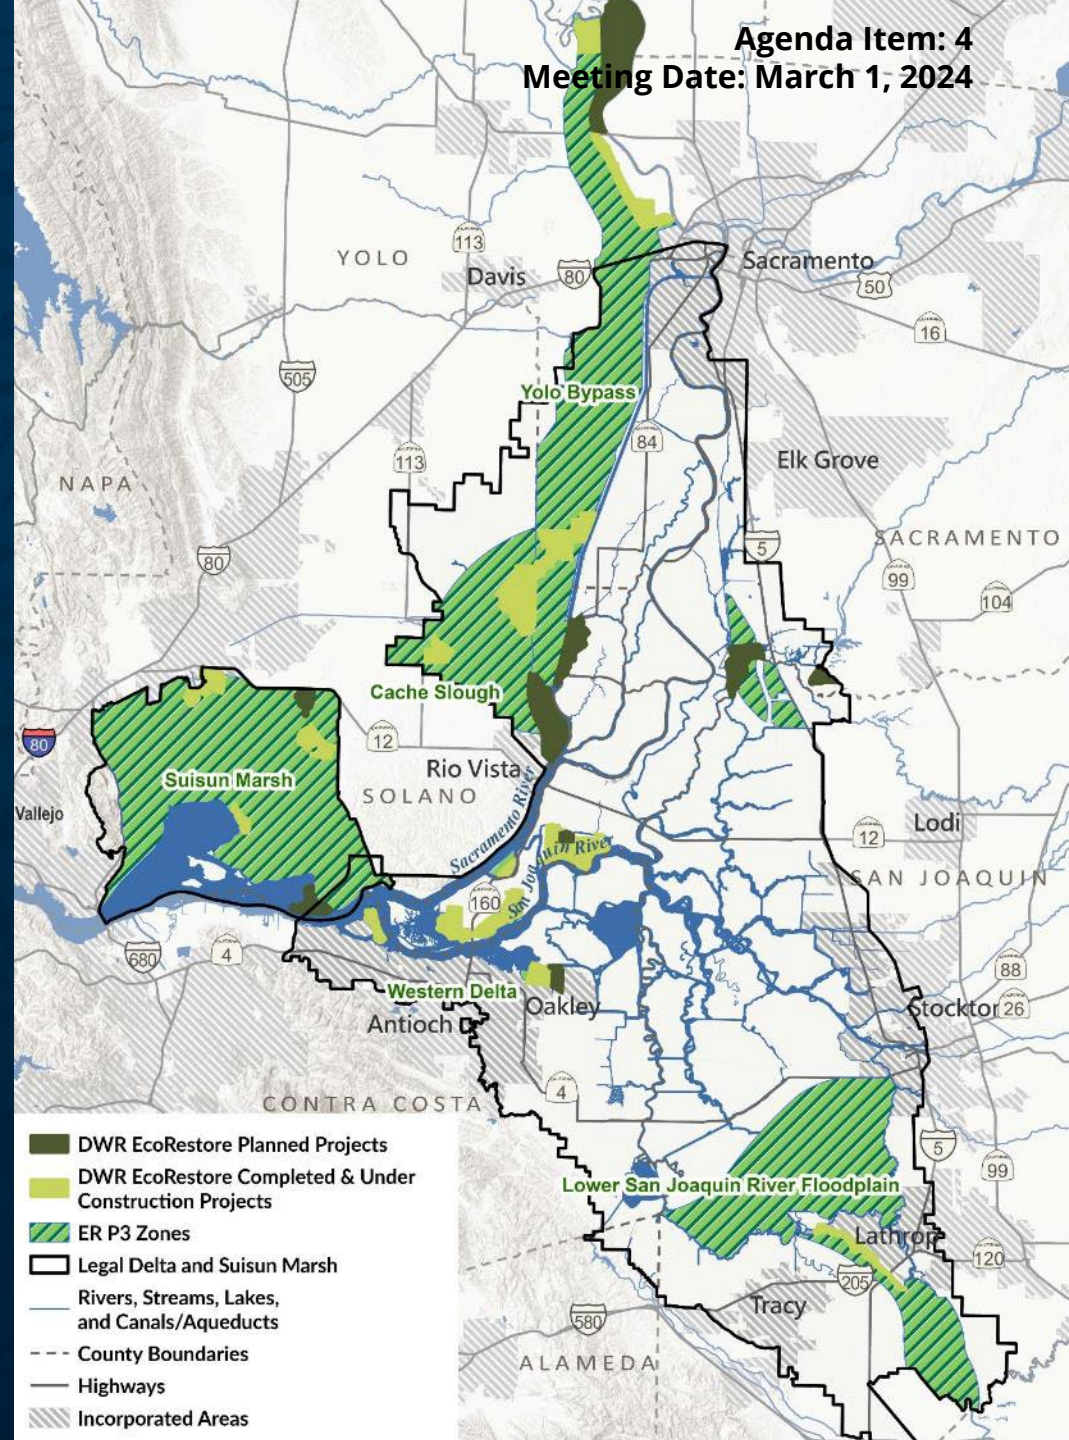 Agenda Item: 4
Meeting Date: March 1, 2024
113
YOLO
Davis
80
Sacramento
50
16
505
Yolo Bypass
84
113
Elk Grove
NAPA
5
SACRAMENTO
80
99
104
Cache Slough
80
12
Rio Vista
Suisun Marsh
SOLANO
Vallejo
Sacramento River
Lodi
12
San Joaquin River
SAN JOAQUIN
160
680
4
88
Western Delta
Oakley
Stockton
26
Antioch
4
CONTRA COSTA
5
99
Lower San Joaquin River Floodplain
Lathrop
120
205
Tracy
580
ALAMEDA
DWR EcoRestore Planned Projects
DWR EcoRestore Completed & Under
Construction Projects
ER P3 Zones
Legal Delta and Suisun Marsh
Rivers, Streams, Lakes,
and Canals/Aqueducts
County Boundaries
Highways
Incorporated Areas